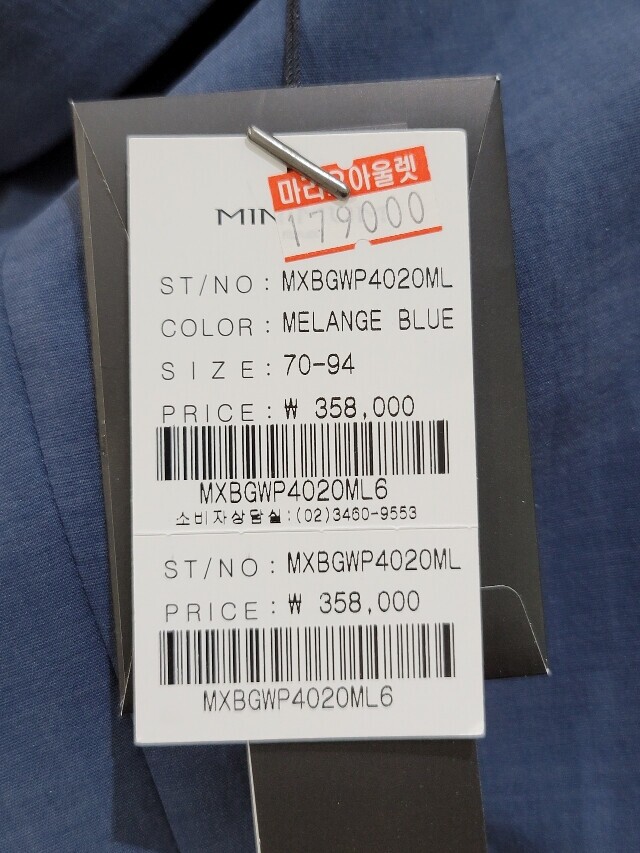 마리오아울렛
179000
MIN
ST/NO : MXBGWP4020ML
COLOR : MELANGE BLUE
SIZE : 70-94
PRICE : ₩ 358,000
MXBGWP4020ML6
소비자상담실:(02)3460-9553
ST/NO : MXBGWP4020ML
PRICE : ₩ 358,000
MXBGWP4020ML6